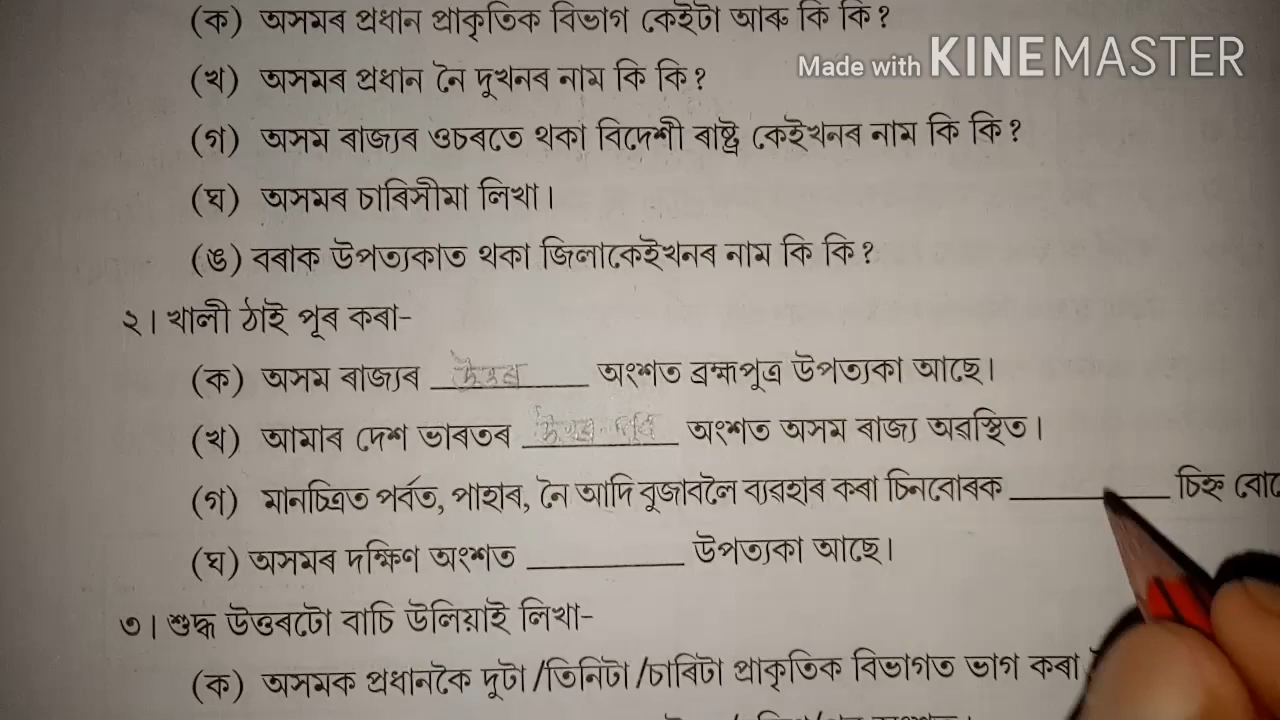 (ক) অসমৰ প্ৰধান প্ৰাকৃতিক বিভাগ কেইটা আৰু কি কি?
Made with KINEMASTER
(খ) অসমৰ প্ৰধান নৈ দুখনৰ নাম কি কি?
(গ) অসম ৰাজ্যৰ ওচৰতে থকা বিদেশী ৰাষ্ট্ৰ কেইখনৰ নাম কি কি?
(ঘ) অসমৰ চাৰিসীমা লিখা।
(ঙ) বৰাক উপত্যকাত থকা জিলাকেইখনৰ নাম কি কি?
২। খালী ঠাই পূৰ কৰা-
(ক) অসম ৰাজ্যৰ উত্তৰ অংশত ব্ৰহ্মপুত্ৰ উপত্যকা আছে।
(খ) আমাৰ দেশ ভাৰতৰ উত্তৰ-পূব অংশত অসম ৰাজ্য অৱস্থিত।
(গ) মানচিত্ৰত পৰ্বত, পাহাৰ, নৈ আদি বুজাবলৈ ব্যৱহাৰ কৰা চিনবোৰক ________ চিহ্ন বোলে
(ঘ) অসমৰ দক্ষিণ অংশত ________ উপত্যকা আছে।
৩। শুদ্ধ উত্তৰটো বাচি উলিয়াই লিখা-
(ক) অসমক প্ৰধানকৈ দুটা/তিনিটা/চাৰিটা প্ৰাকৃতিক বিভাগত ভাগ কৰা